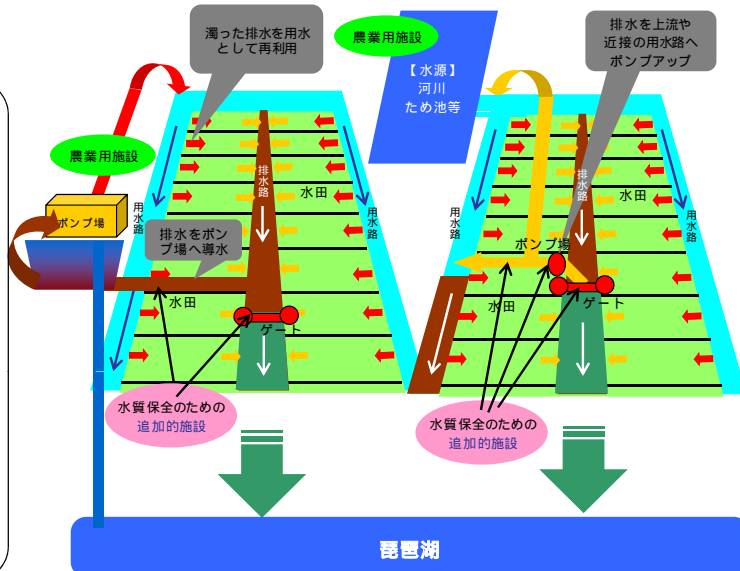 濁った排水を用水
として再利用
農業用施設
【水源】
河川
ため池等
排水を上流や
近接の用水路へ
ポンプアップ
農業用施設
ポンプ場
用水路
排水をポン
プ場へ導水
排水路
水田
用水路
水田
ゲート
水質保全のための
追加的施設
用水路
排水路
水田
用水路
ポンプ場
水田
ゲート
水質保全のための
追加的施設
琵琶湖